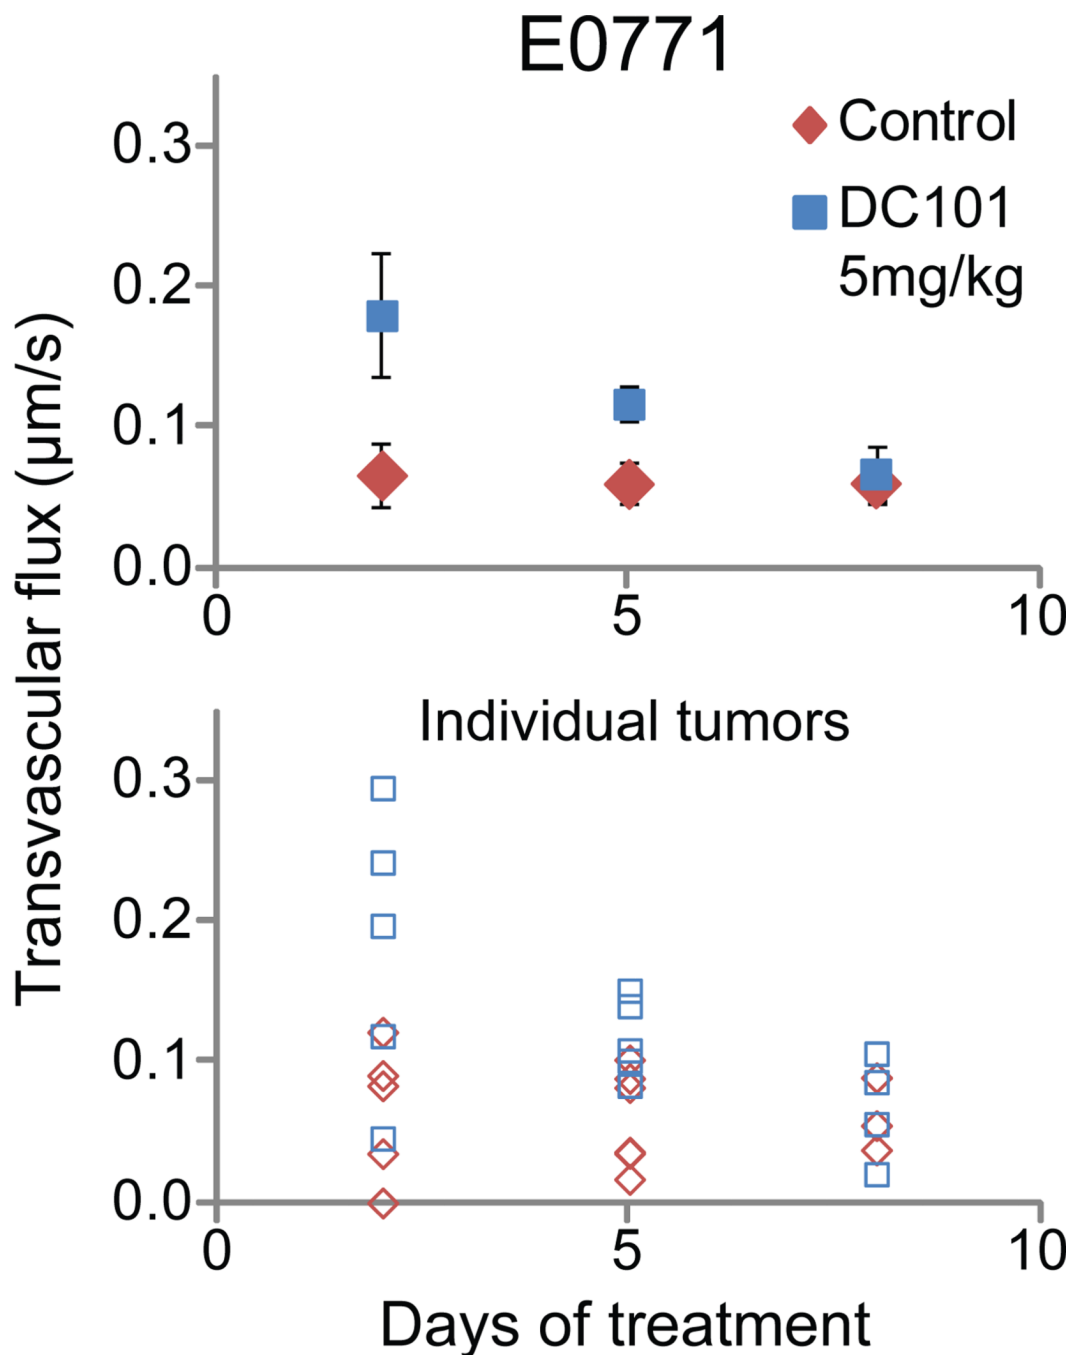 E0771
Control
DC101
5mg/kg
Transvascular flux (μm/s)
0.3
0.2
0.1
0.0
0
5
10
Individual tumors
0.3
0.2
0.1
0.0
0
5
10
Days of treatment